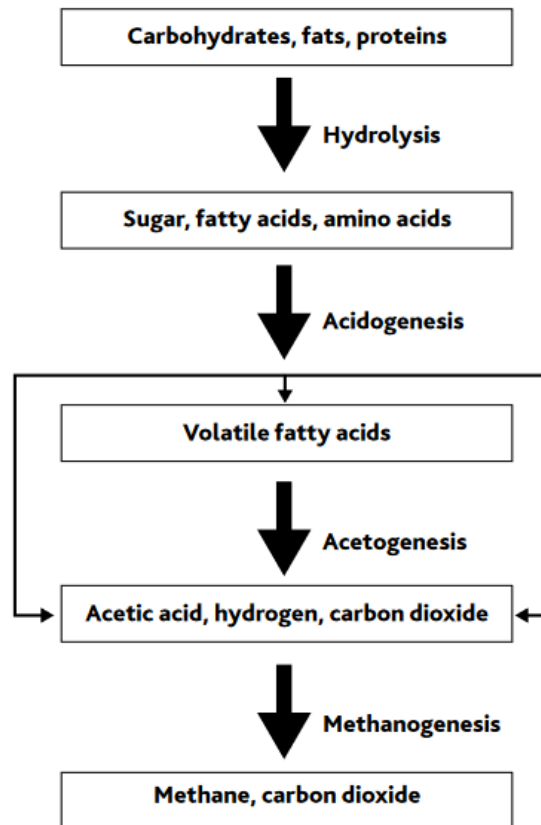 Carbohydrates, fats, proteins
Hydrolysis
Sugar, fatty acids, amino acids
Acidogenesis
Volatile fatty acids
Acetogenesis
Acetic acid, hydrogen, carbon dioxide
Methanogenesis
Methane, carbon dioxide